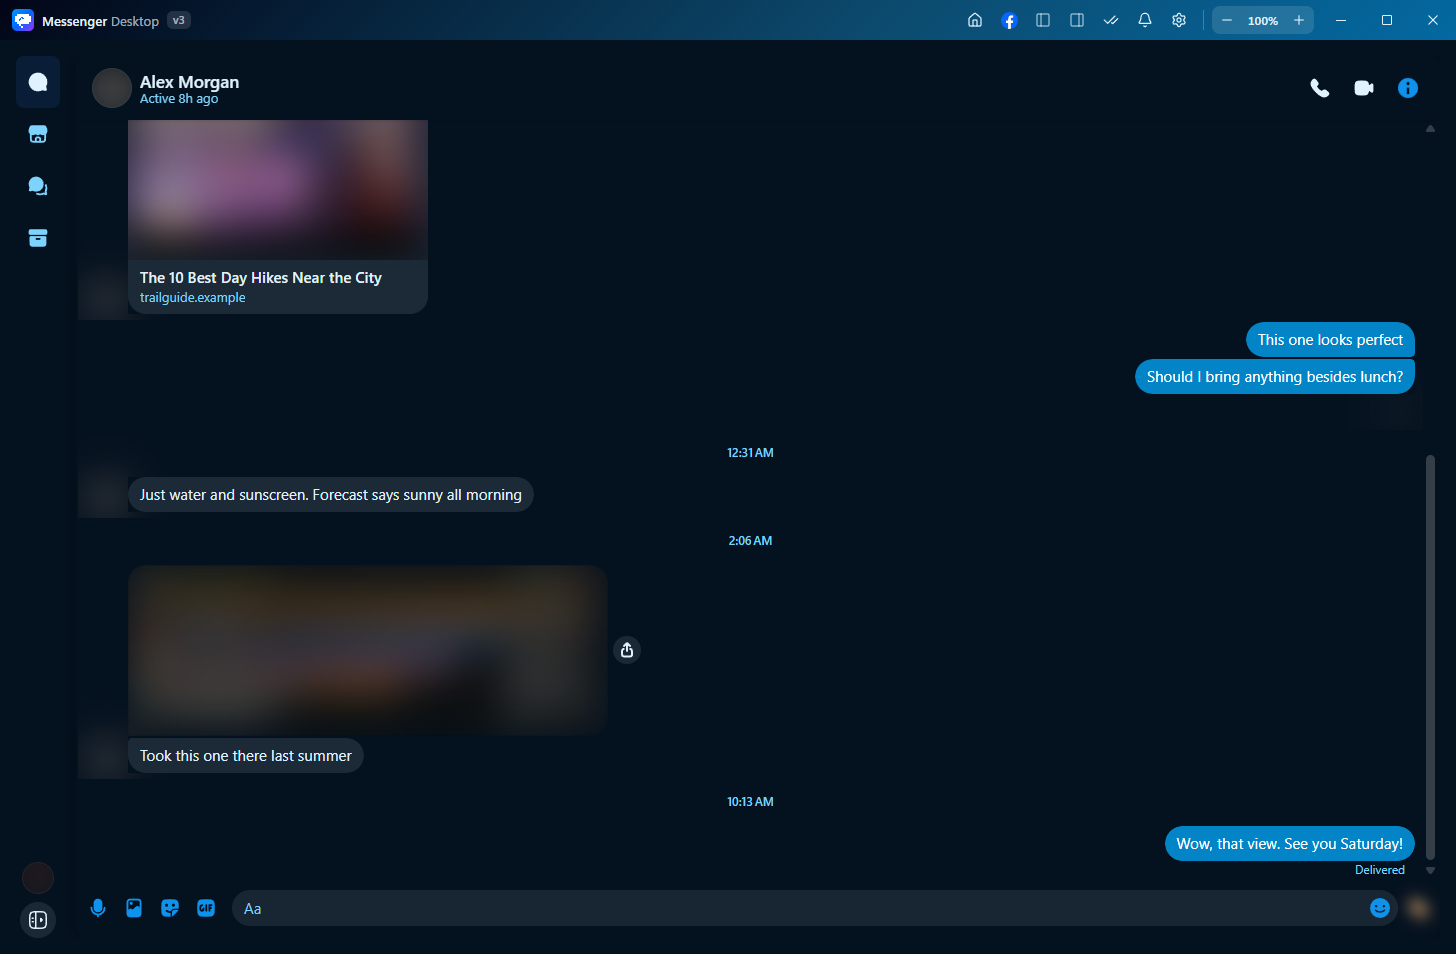 Messenger Desktop v3
100%
Alex Morgan
Active 8h ago
The 10 Best Day Hikes Near the City
trailguide.example
This one looks perfect
Should I bring anything besides lunch?
12:31 AM
Just water and sunscreen. Forecast says sunny all morning
2:06 AM
Took this one there last summer
10:13 AM
Wow, that view. See you Saturday!
Delivered
GIF
Aa